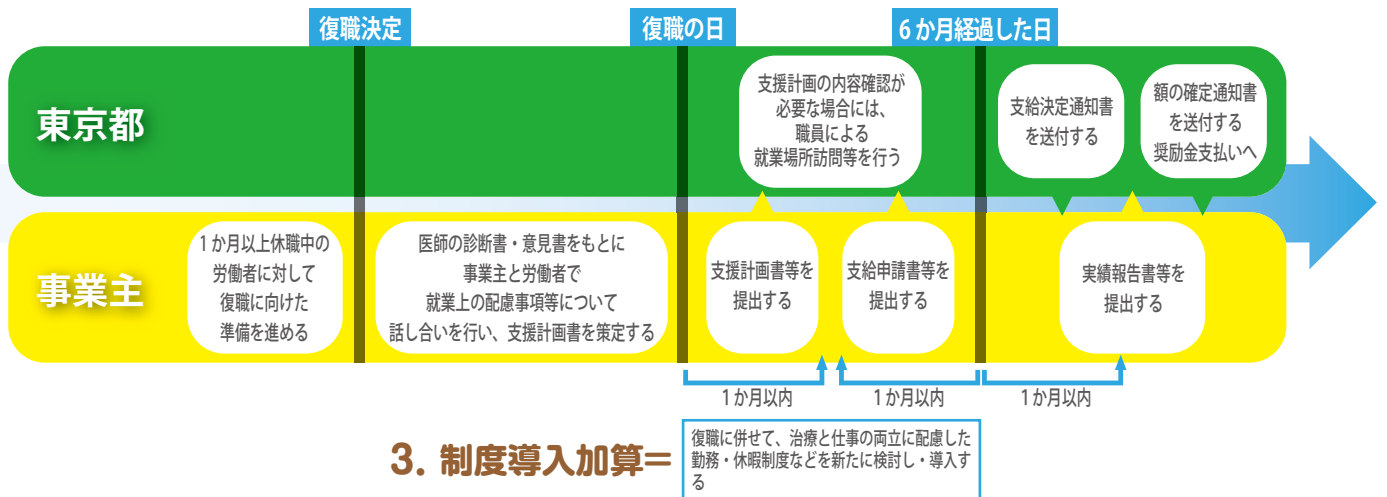 復職決定
復職の日
6か月経過した日
東京都
支援計画の内容確認が
必要な場合には、
職員による
就業場所訪問等を行う
支給決定通知書
を送付する
額の確定通知書
を送付する
奨励金支払いへ
事業主
1か月以上休職中の
労働者に対して
復職に向けた
準備を進める
医師の診断書・意見書をもとに
事業主と労働者で
就業上の配慮事項等について
話し合いを行い、支援計画書を策定する
支援計画書等を
提出する
支給申請書等を
提出する
実績報告書等を
提出する
1か月以内
1か月以内
1か月以内
3. 制度導入加算=
復職に併せて、治療と仕事の両立に配慮した
勤務・休暇制度などを新たに検討し・導入す
る